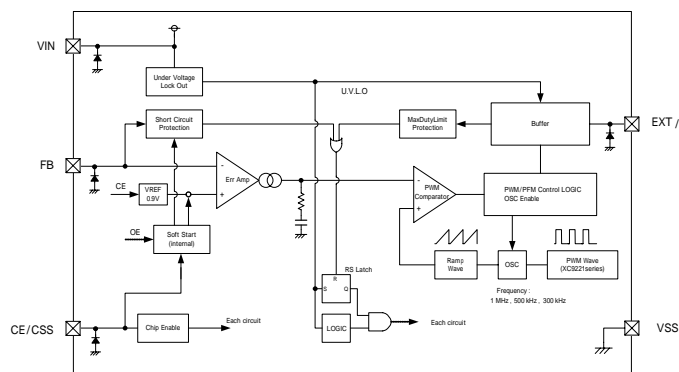 VIN
Under Voltage
Lock Out
U.V.L.O
Short Circuit
Protection
MaxDutyLimit
Protection
Buffer
EXT /
FB
CE
VREF
0.9V
-
+
Err Amp
-
+
PWM
Comparator
PWM/PFM Control LOGIC
OSC Enable
OE
Soft Start
(internal)
Ramp
Wave
OSC
PWM Wave
(XC9221series)
Frequency :
1 MHz , 500 kHz , 300 kHz
RS Latch
R
S
Q
CE/CSS
Chip Enable
Each circuit
LOGIC
Each circuit
VSS